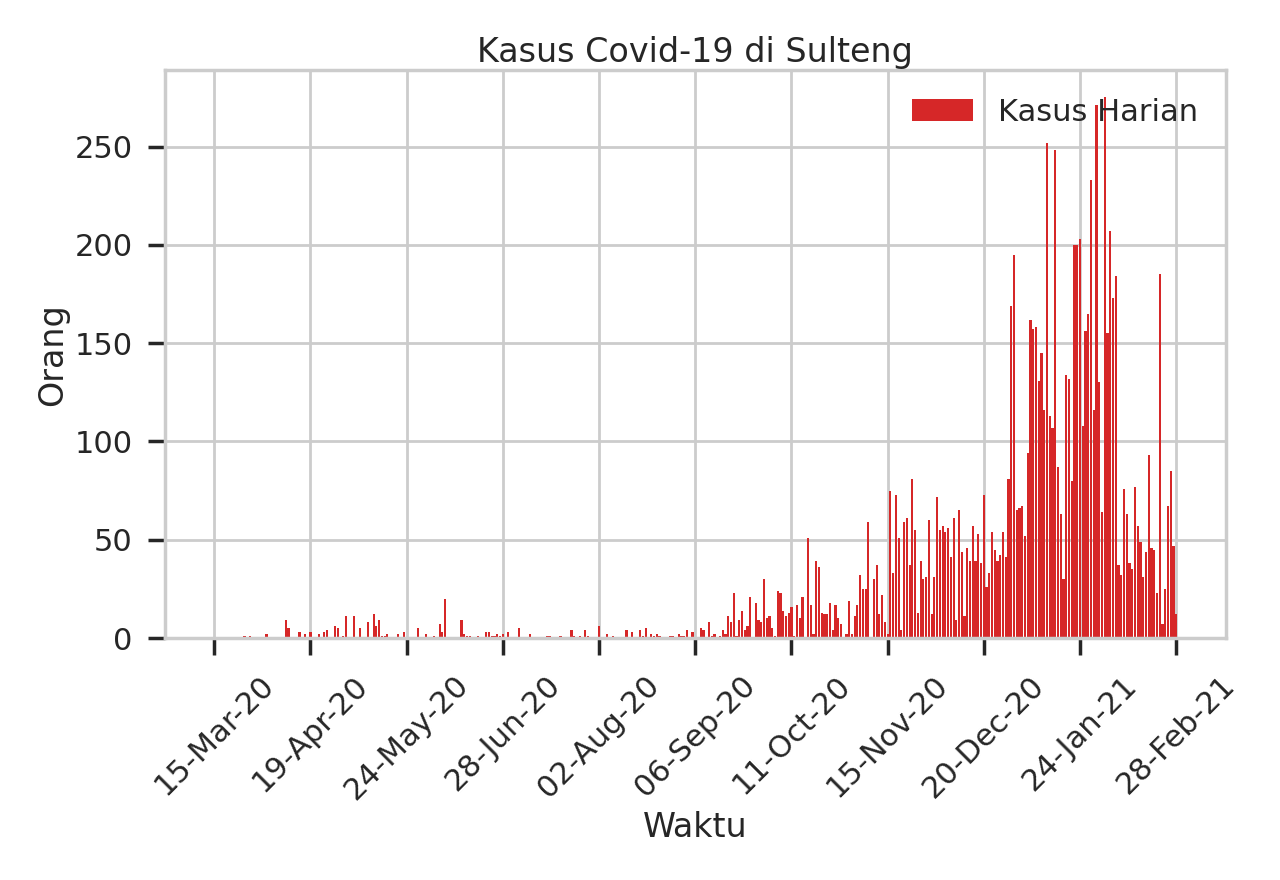 Kasus Covid-19 di Sulteng
Kasus Harian
Orang
250
200
150
100
50
0
15-Mar-20
19-Apr-20
24-May-20
28-Jun-20
02-Aug-20
06-Sep-20
11-Oct-20
15-Nov-20
20-Dec-20
24-Jan-21
28-Feb-21
Waktu